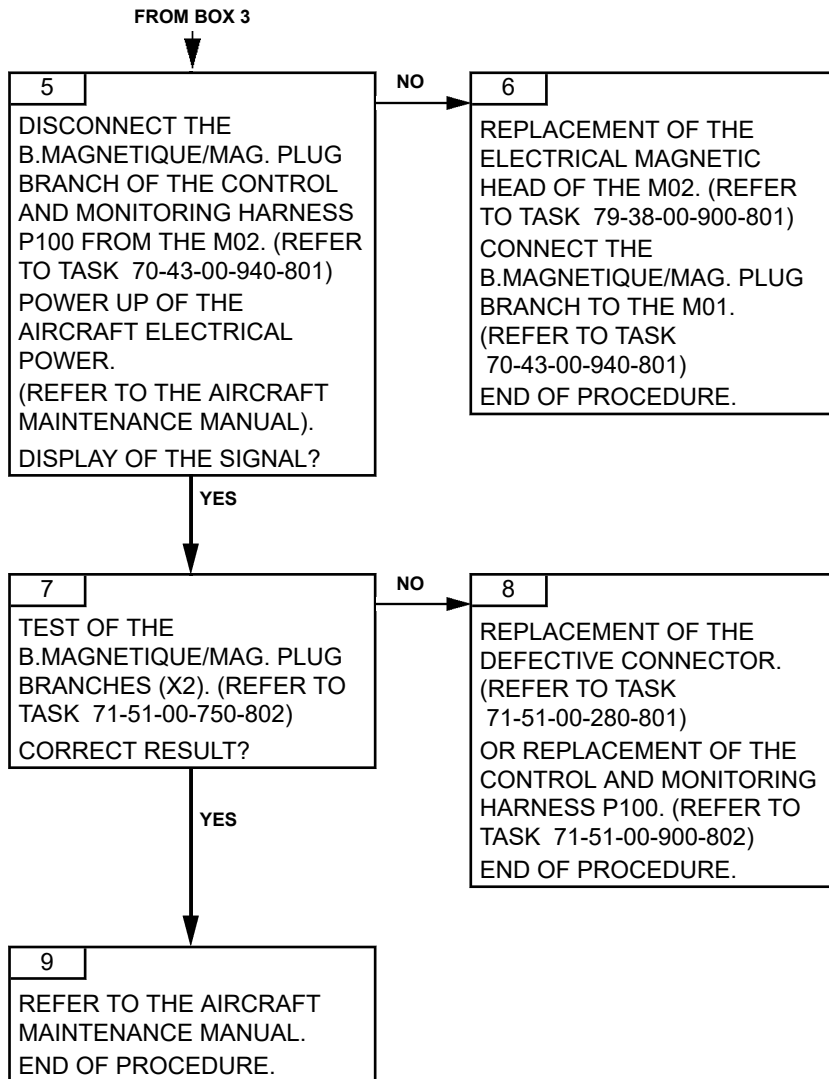 FROM BOX 3
5
DISCONNECT THE
B.MAGNETIQUE/MAG. PLUG
BRANCH OF THE CONTROL
AND MONITORING HARNESS
P100 FROM THE M02. (REFER
TO TASK 70-43-00-940-801)
POWER UP OF THE
AIRCRAFT ELECTRICAL
POWER.
(REFER TO THE AIRCRAFT
MAINTENANCE MANUAL).
DISPLAY OF THE SIGNAL?
NO
6
REPLACEMENT OF THE
ELECTRICAL MAGNETIC
HEAD OF THE M02. (REFER
TO TASK 79-38-00-900-801)
CONNECT THE
B.MAGNETIQUE/MAG. PLUG
BRANCH TO THE M01.
(REFER TO TASK
70-43-00-940-801)
END OF PROCEDURE.
YES
7
TEST OF THE
B.MAGNETIQUE/MAG. PLUG
BRANCHES (X2). (REFER TO
TASK 71-51-00-750-802)
CORRECT RESULT?
NO
8
REPLACEMENT OF THE
DEFECTIVE CONNECTOR.
(REFER TO TASK
71-51-00-280-801)
OR REPLACEMENT OF THE
CONTROL AND MONITORING
HARNESS P100. (REFER TO
TASK 71-51-00-900-802)
END OF PROCEDURE.
YES
9
REFER TO THE AIRCRAFT
MAINTENANCE MANUAL.
END OF PROCEDURE.